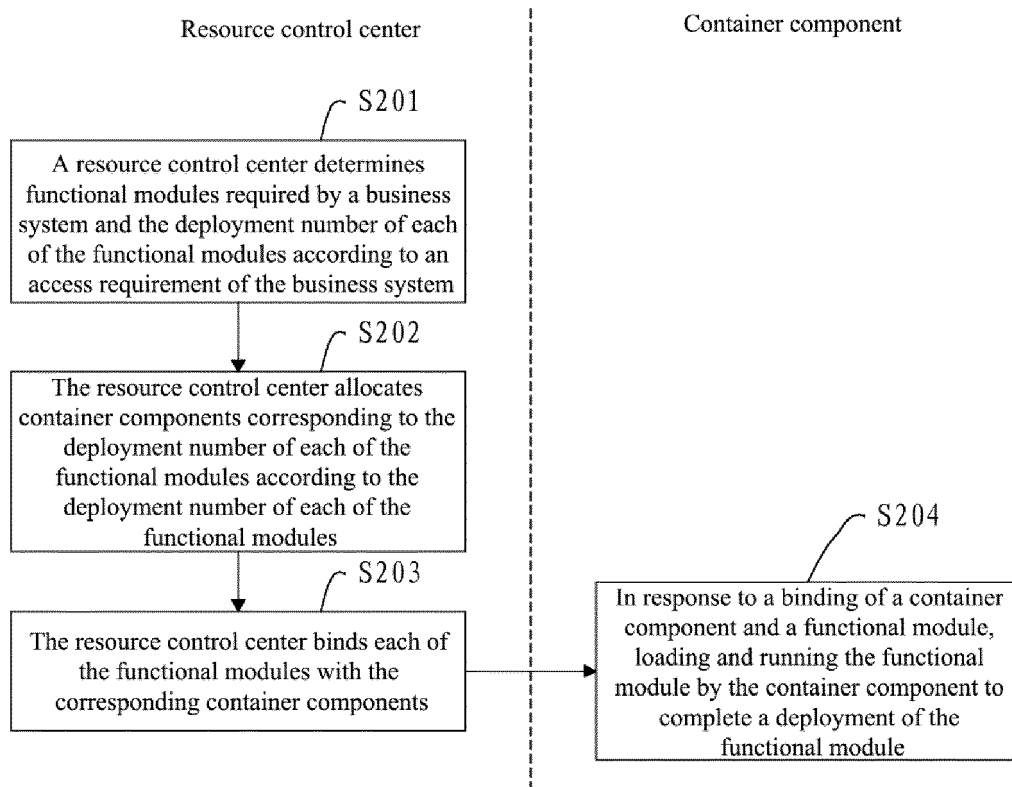 Resource control center
Container component
S201
A resource control center determines
functional modules required by a business
system and the deployment number of each
of the functional modules according to an
access requirement of the business system
S202
The resource control center allocates
container components corresponding to the
deployment number of each of the
functional modules according to the
deployment number of each of the
functional modules
S203
The resource control center binds each of
the functional modules with the
corresponding container components
S204
In response to a binding of a container
component and a functional module,
loading and running the functional
module by the container component to
complete a deployment of the
functional module